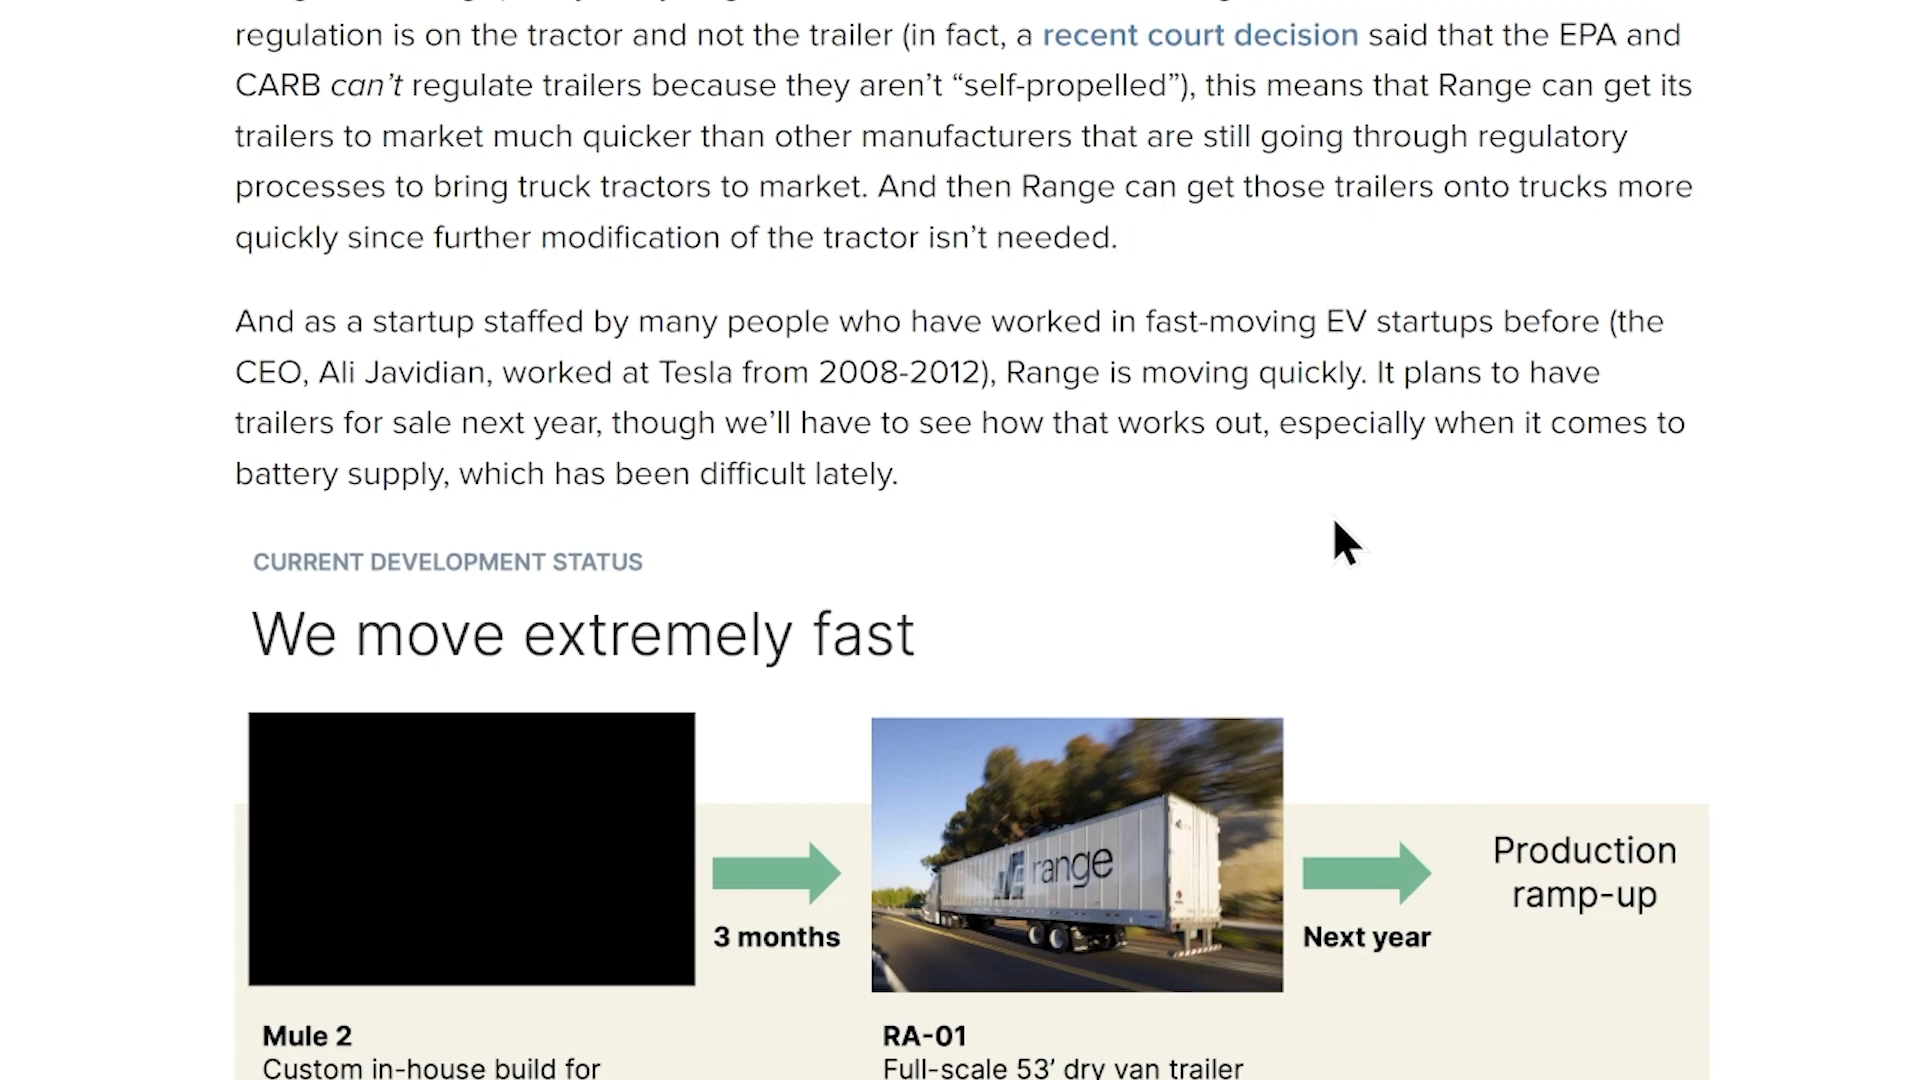 regulation is on the tractor and not the trailer (in fact, a recent court decision said that the EPA and
CARB can’t regulate trailers because they aren’t “self-propelled”), this means that Range can get its
trailers to market much quicker than other manufacturers that are still going through regulatory
processes to bring truck tractors to market. And then Range can get those trailers onto trucks more
quickly since further modification of the tractor isn’t needed.
And as a startup staffed by many people who have worked in fast-moving EV startups before (the
CEO, Ali Javidian, worked at Tesla from 2008-2012), Range is moving quickly. It plans to have
trailers for sale next year, though we’ll have to see how that works out, especially when it comes to
battery supply, which has been difficult lately.
CURRENT DEVELOPMENT STATUS
We move extremely fast
range
Production
ramp-up
3 months
Next year
Mule 2
Custom in-house build for
RA-01
Full-scale 53’ dry van trailer